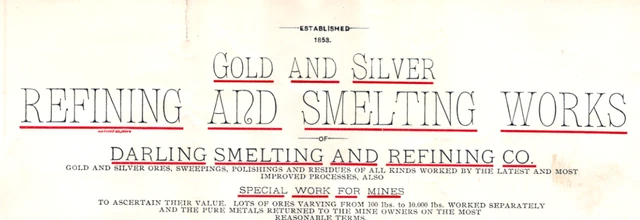 ESTABLISHED
1853.
GOLD AND SILVER
REFINING AND SMELTING WORKS
OF
DARLING SMELTING AND REFINING CO.
GOLD AND SILVER ORES, SWEEPINGS, POLISHINGS AND RESIDUES OF ALL KINDS WORKED BY THE LATEST AND MOST
IMPROVED PROCESSES, ALSO
SPECIAL WORK FOR MINES
TO ASCERTAIN THEIR VALUE. LOTS OF ORES VARYING FROM 100 lbs. to 10,000 lbs. WORKED SEPARATELY
AND THE PURE METALS RETURNED TO THE MINE OWNERS ON THE MOST
REASONABLE TERMS.